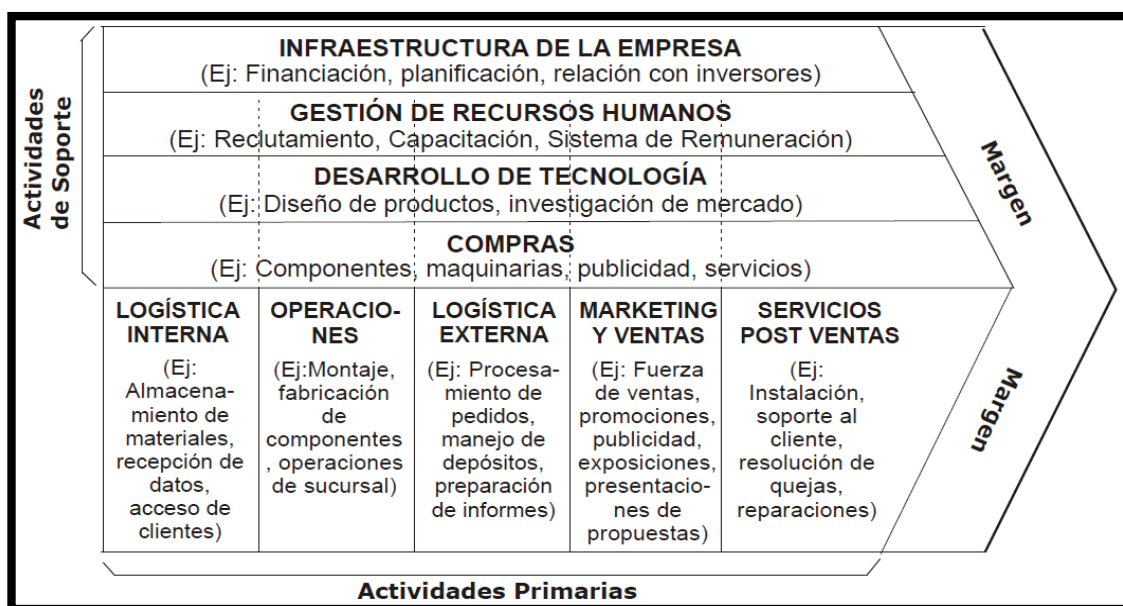 Actividades
de Soporte
INFRAESTRUCTURA DE LA EMPRESA
(Ej: Financiación, planificación, relación con inversores)
GESTIÓN DE RECURSOS HUMANOS
(Ej: Reclutamiento, Capacitación, Sistema de Remuneración)
DESARROLLO DE TECNOLOGÍA
(Ej: Diseño de productos, investigación de mercado)
COMPRAS
(Ej: Componentes, maquinarias, publicidad, servicios)
LOGÍSTICA
INTERNA
(Ej:
Almacena-
miento de
materiales,
recepción de
datos,
acceso de
clientes)
OPERACIO-
NES
(Ej:Montaje,
fabricación
de
componentes
, operaciones
de sucursal)
LOGÍSTICA
EXTERNA
(Ej: Procesa-
miento de
pedidos,
manejo de
depósitos,
preparación
de informes)
MARKETING
Y VENTAS
(Ej: Fuerza
de ventas,
promociones,
publicidad,
exposiciones,
presentacio-
nes de
propuestas)
SERVICIOS
POST VENTAS
(Ej:
Instalación,
soporte al
cliente,
resolución de
quejas,
reparaciones)
Margen
Margen
Actividades Primarias